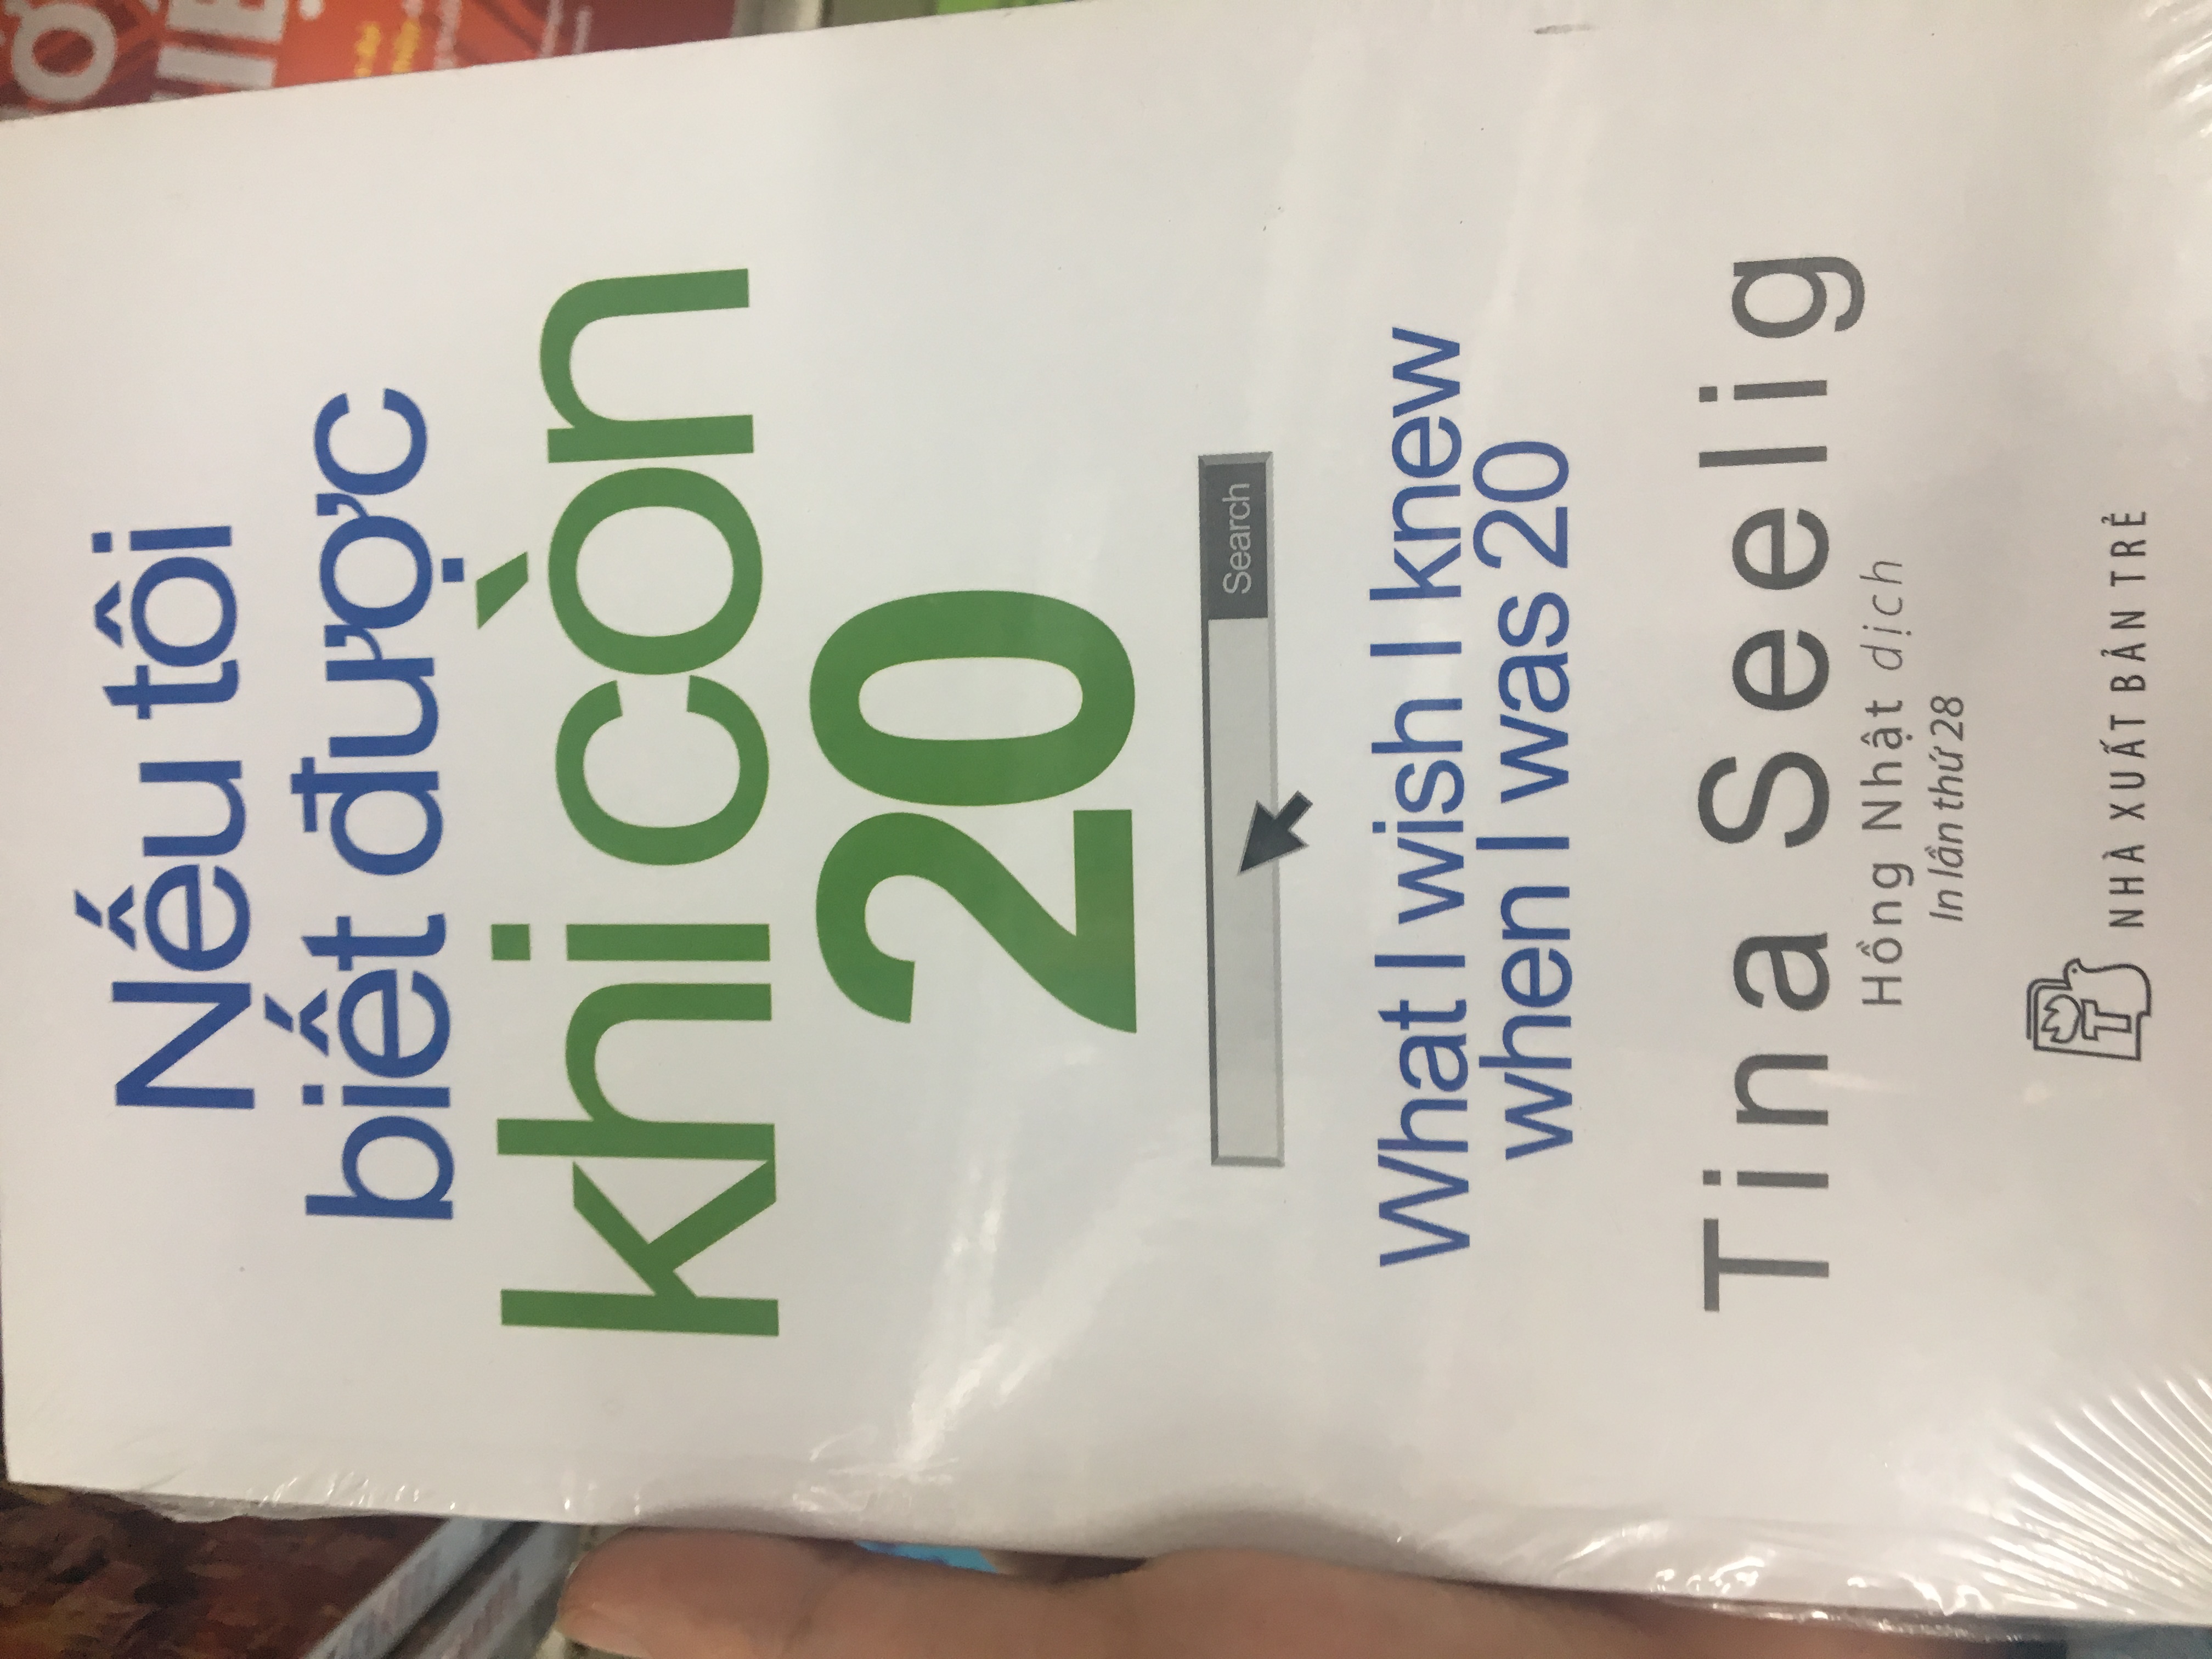 Nếu tôi
biết được
khi còn
20
Search
What I wish I knew
when I was 20
Tina Seelig
Hồng Nhật dịch
In lần thứ 28
T
NHÀ XUẤT BẢN TRẺ